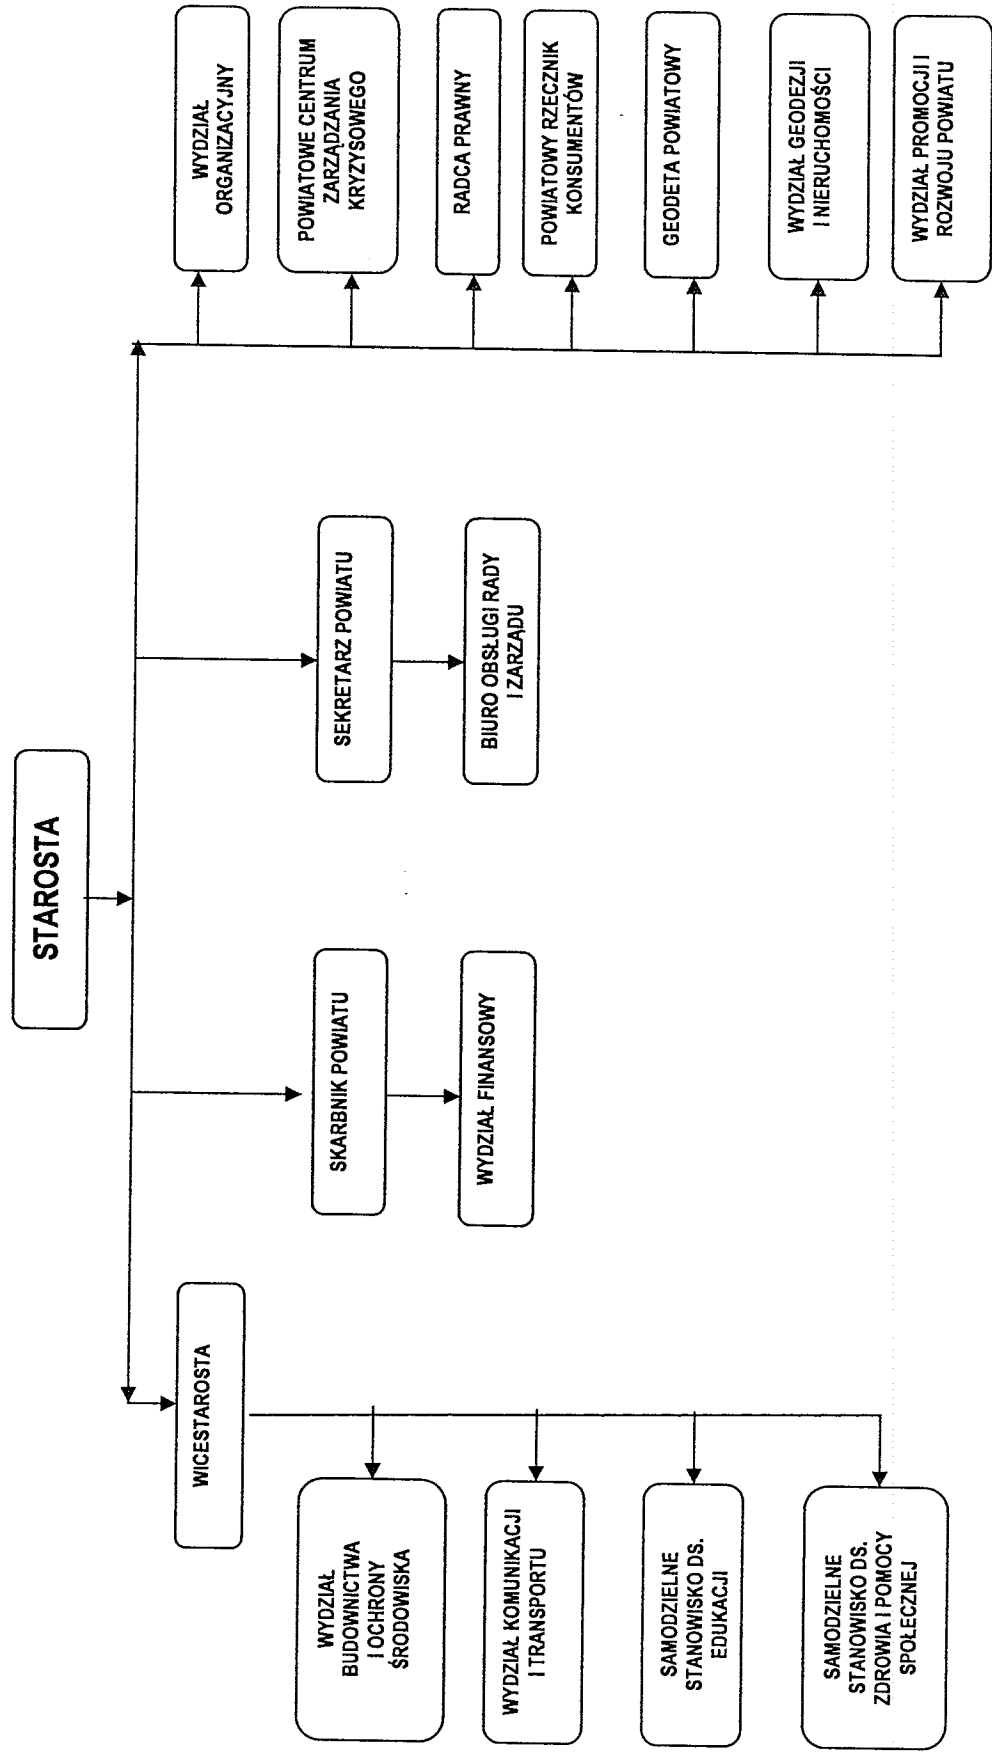 STAROSTA
WICESTAROSTA
WYDZIAŁ
BUDOWNICTWA
I OCHRONY
ŚRODOWISKA
WYDZIAŁ KOMUNIKACJI
I TRANSPORTU
SAMODZIELNE
STANOWISKO DS.
EDUKACJI
SAMODZIELNE
STANOWISKO DS.
ZDROWIA I POMOCY
SPOŁECZNEJ
SKARBNIK POWIATU
WYDZIAŁ FINANSOWY
SEKRETARZ POWIATU
BIURO OBSŁUGI RADY
I ZARZĄDU
WYDZIAŁ
ORGANIZACYJNY
POWIATOWE CENTRUM
ZARZĄDZANIA
KRYZYSOWEGO
RADCA PRAWNY
POWIATOWY RZECZNIK
KONSUMENTÓW
GEODETA POWIATOWY
WYDZIAŁ GEODEZJI
I NIERUCHOMOŚCI
WYDZIAŁ PROMOCJI I
ROZWOJU POWIATU